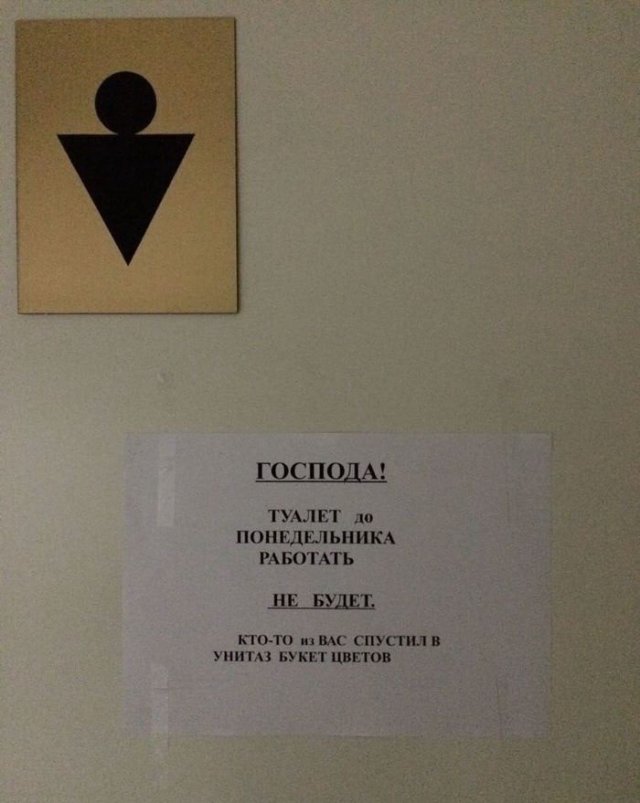 ГОСПОДА!
ТУАЛЕТ до
ПОНЕДЕЛЬНИКА
РАБОТАТЬ
НЕ БУДЕТ.
КТО-ТО из ВАС СПУСТИЛ В
УНИТАЗ БУКЕТ ЦВЕТОВ